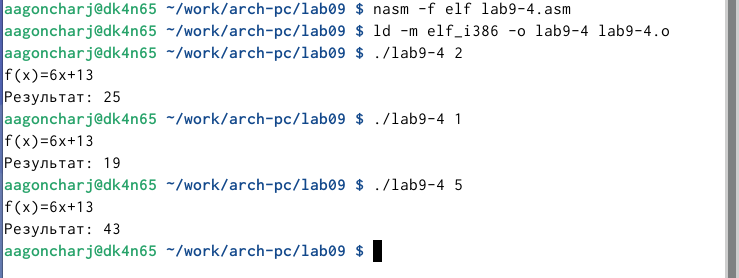 aagoncharj@dk4n65 ~/work/arch-pc/lab09 $ nasm -f elf lab9-4.asm
aagoncharj@dk4n65 ~/work/arch-pc/lab09 $ ld -m elf_i386 -o lab9-4 lab9-4.o
aagoncharj@dk4n65 ~/work/arch-pc/lab09 $ ./lab9-4 2
f(x)=6x+13
Результат: 25
aagoncharj@dk4n65 ~/work/arch-pc/lab09 $ ./lab9-4 1
f(x)=6x+13
Результат: 19
aagoncharj@dk4n65 ~/work/arch-pc/lab09 $ ./lab9-4 5
f(x)=6x+13
Результат: 43
aagoncharj@dk4n65 ~/work/arch-pc/lab09 $